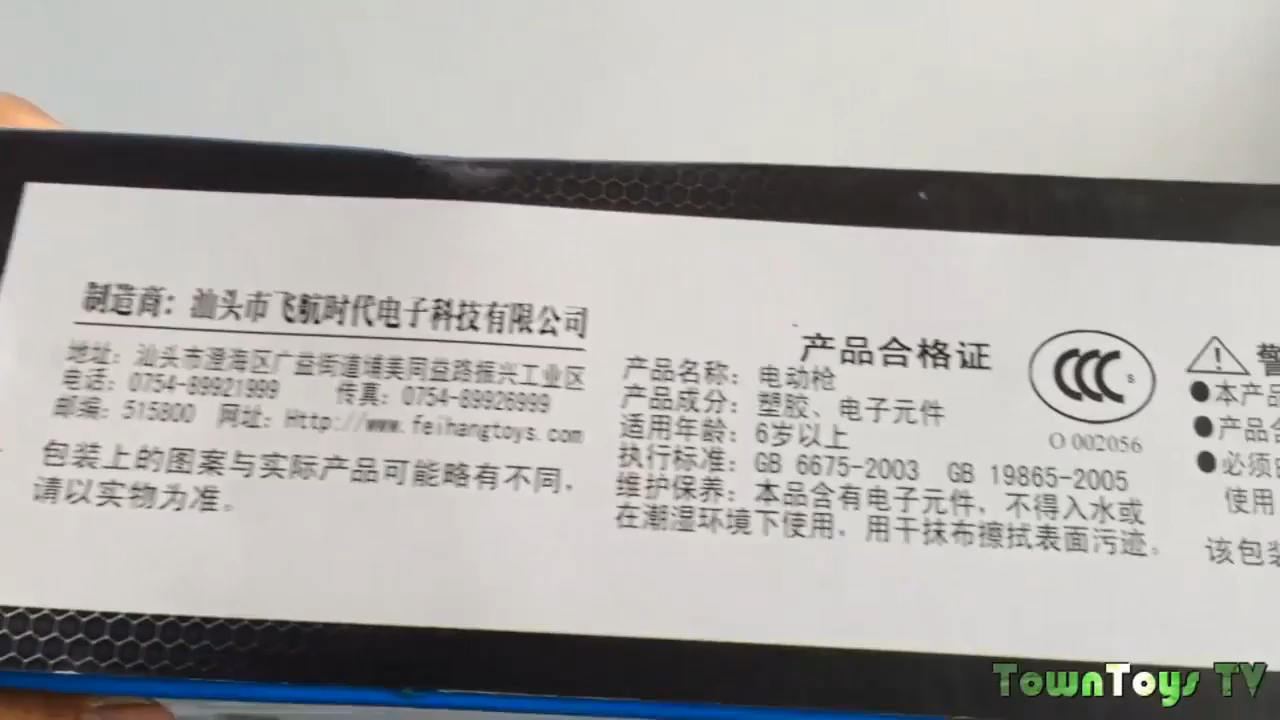 制造商：汕头市飞航时代电子科技有限公司
地址：汕头市澄海区广益街道埔美同益路振兴工业区
电话：0754-89921999 传真：0754-89926999
邮编：515800 网址：Http://www.feihangtoys.com
包装上的图案与实际产品可能略有不同，
请以实物为准。
产品合格证
产品名称：电动枪
产品成分：塑胶、电子元件
适用年龄：6岁以上
执行标准：GB 6675-2003 GB 19865-2005
维护保养：本品含有电子元件，不得入水或
在潮湿环境下使用，用干抹布擦拭表面污迹。
CCC S
O 002056
警
●本产品
●产品合
●必须
使用
该包装
TownToys TV